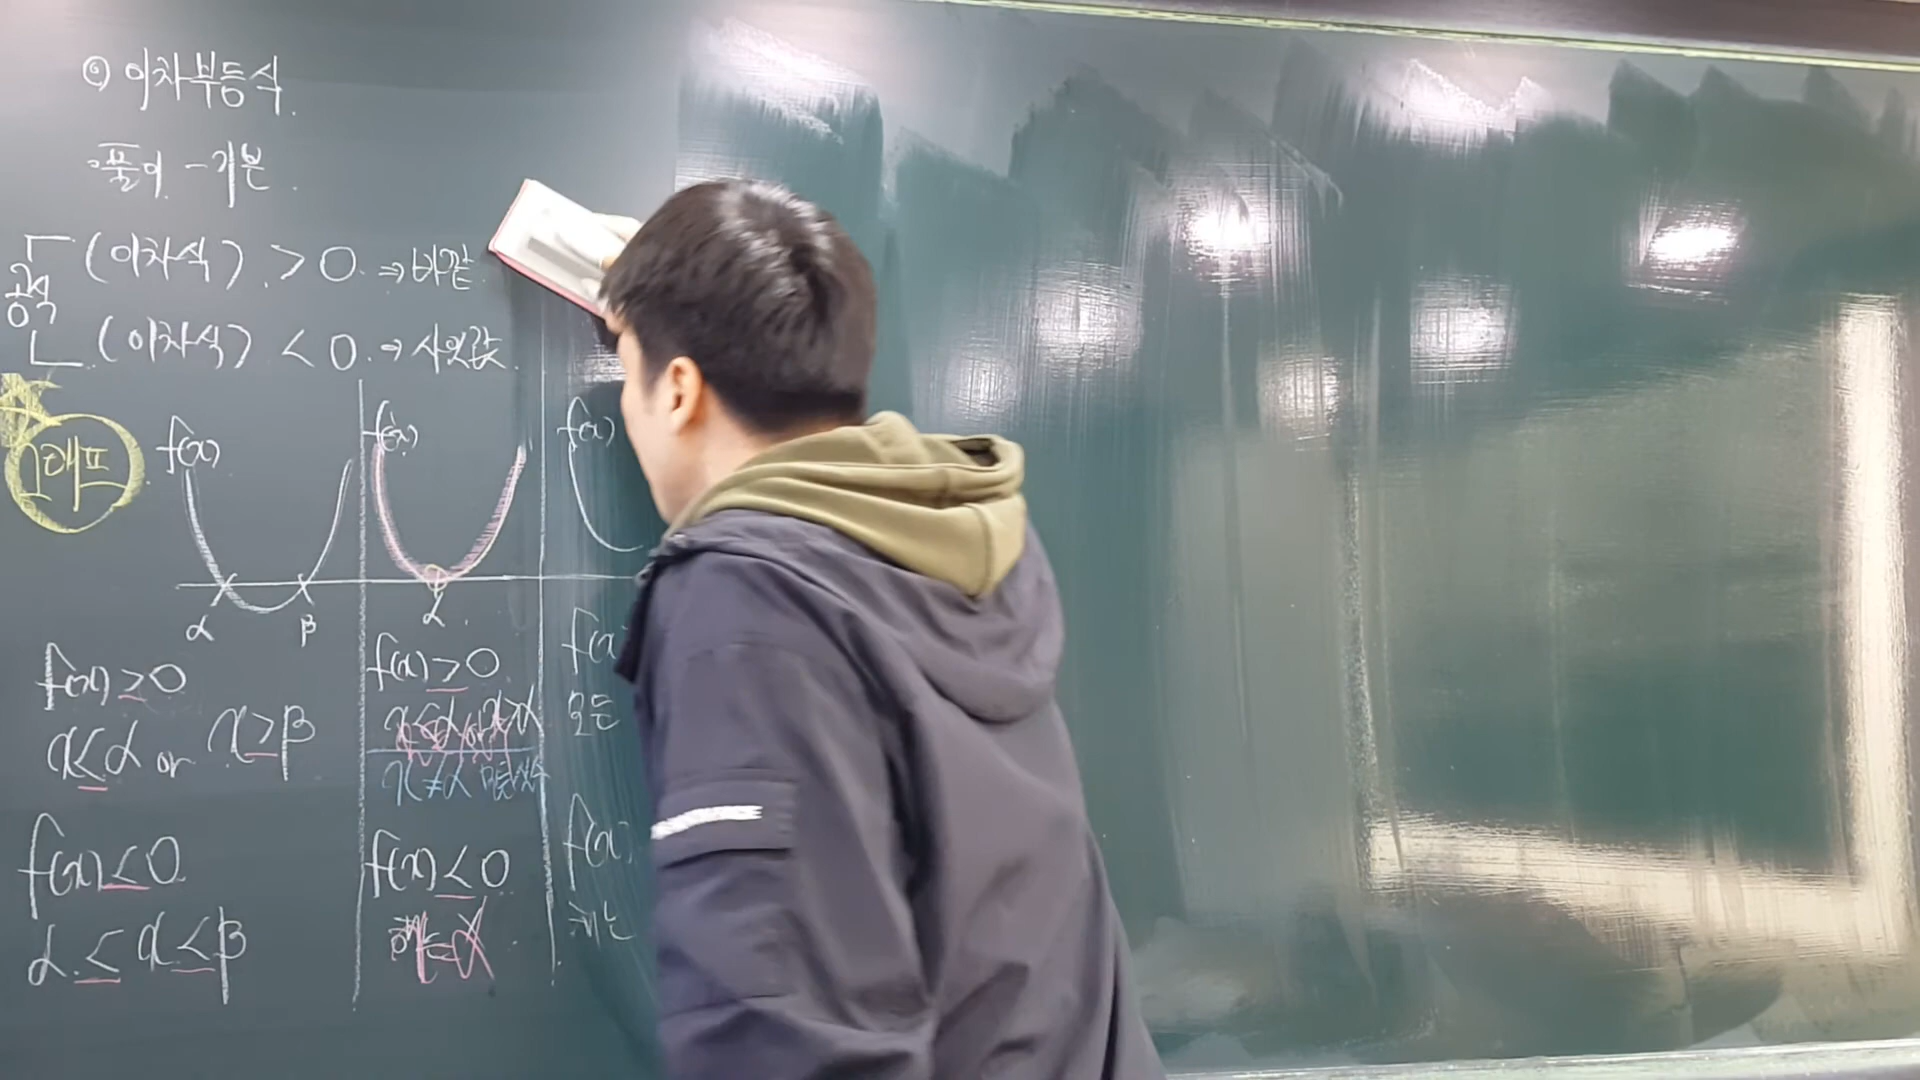 ◎ 이차부등식.
·풀이 - 기본.
공식
(이차식) > 0. ⇒ 바깥
(이차식) < 0. ⇒ 사잇값.
그래프
f(x)
f(x)
f(x)
α
β
α.
f(x) ≥ 0
x ≤ α or x ≥ β
f(x) ≤ 0
α ≤ x ≤ β
f(x) ≥ 0
x≠α 모든실수
f(x) ≤ 0
x=α
f(x)
모든
f(x)
해는